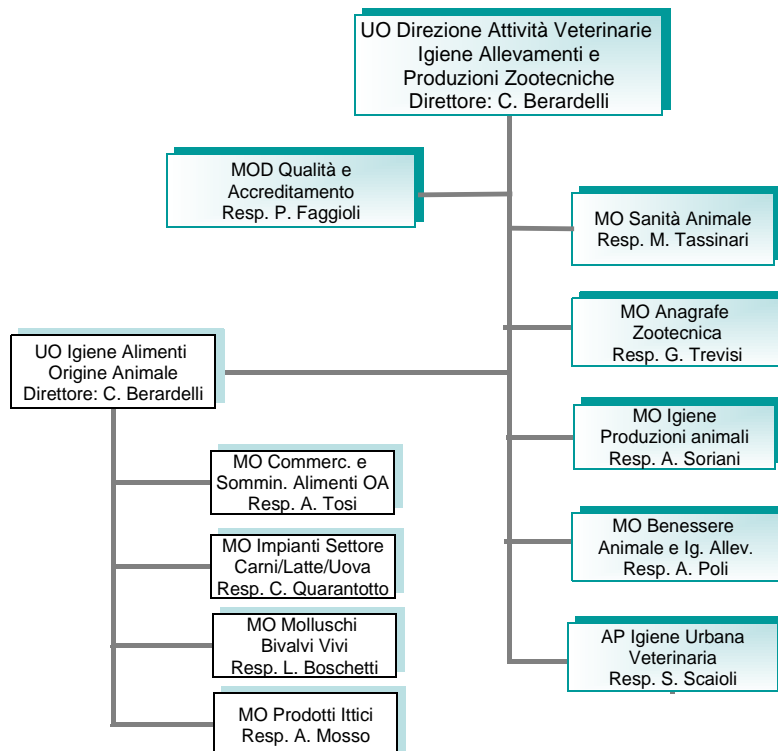 UO Direzione Attività Veterinarie
Igiene Allevamenti e
Produzioni Zootecniche
Direttore: C. Berardelli
MOD Qualità e
Accreditamento
Resp. P. Faggioli
MO Sanità Animale
Resp. M. Tassinari
MO Anagrafe
Zootecnica
Resp. G. Trevisi
UO Igiene Alimenti
Origine Animale
Direttore: C. Berardelli
MO Igiene
Produzioni animali
Resp. A. Soriani
MO Commerc. e
Sommin. Alimenti OA
Resp. A. Tosi
MO Benessere
Animale e Ig. Allev.
Resp. A. Poli
MO Impianti Settore
Carni/Latte/Uova
Resp. C. Quarantotto
MO Molluschi
Bivalvi Vivi
Resp. L. Boschetti
AP Igiene Urbana
Veterinaria
Resp. S. Scaioli
MO Prodotti Ittici
Resp. A. Mosso